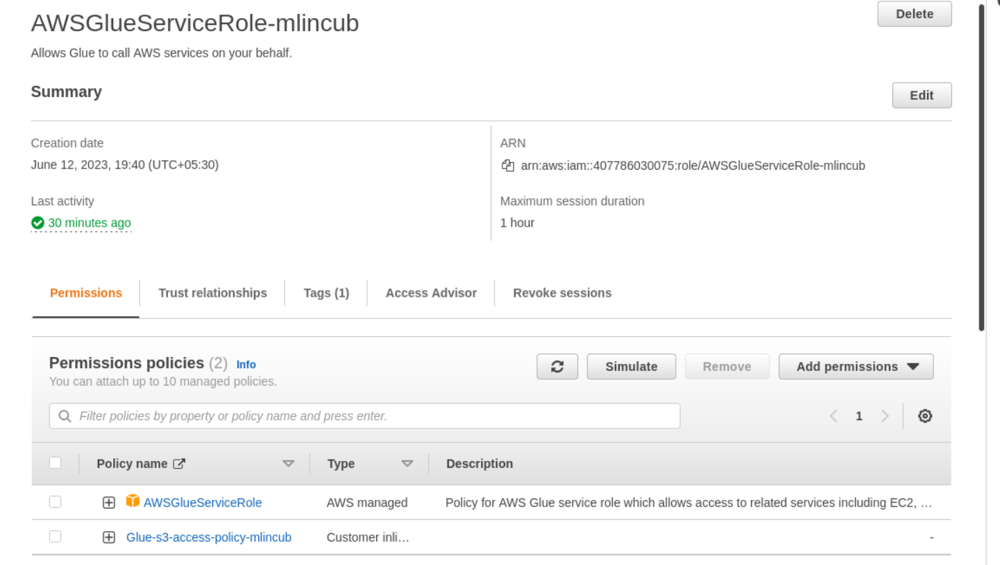 AWSGlueServiceRole-mlincub
Delete
Allows Glue to call AWS services on your behalf.
Summary
Edit
Creation date
June 12, 2023, 19:40 (UTC+05:30)
ARN
arn:aws:iam::407786030075:role/AWSGlueServiceRole-mlincub
Last activity
30 minutes ago
Maximum session duration
1 hour
Permissions
Trust relationships
Tags (1)
Access Advisor
Revoke sessions
Permissions policies (2) Info
You can attach up to 10 managed policies.
Simulate
Remove
Add permissions
Filter policies by property or policy name and press enter.
1
Policy name
Type
Description
AWSGlueServiceRole
AWS managed
Policy for AWS Glue service role which allows access to related services including EC2, …
Glue-s3-access-policy-mlincub
Customer inli…
-